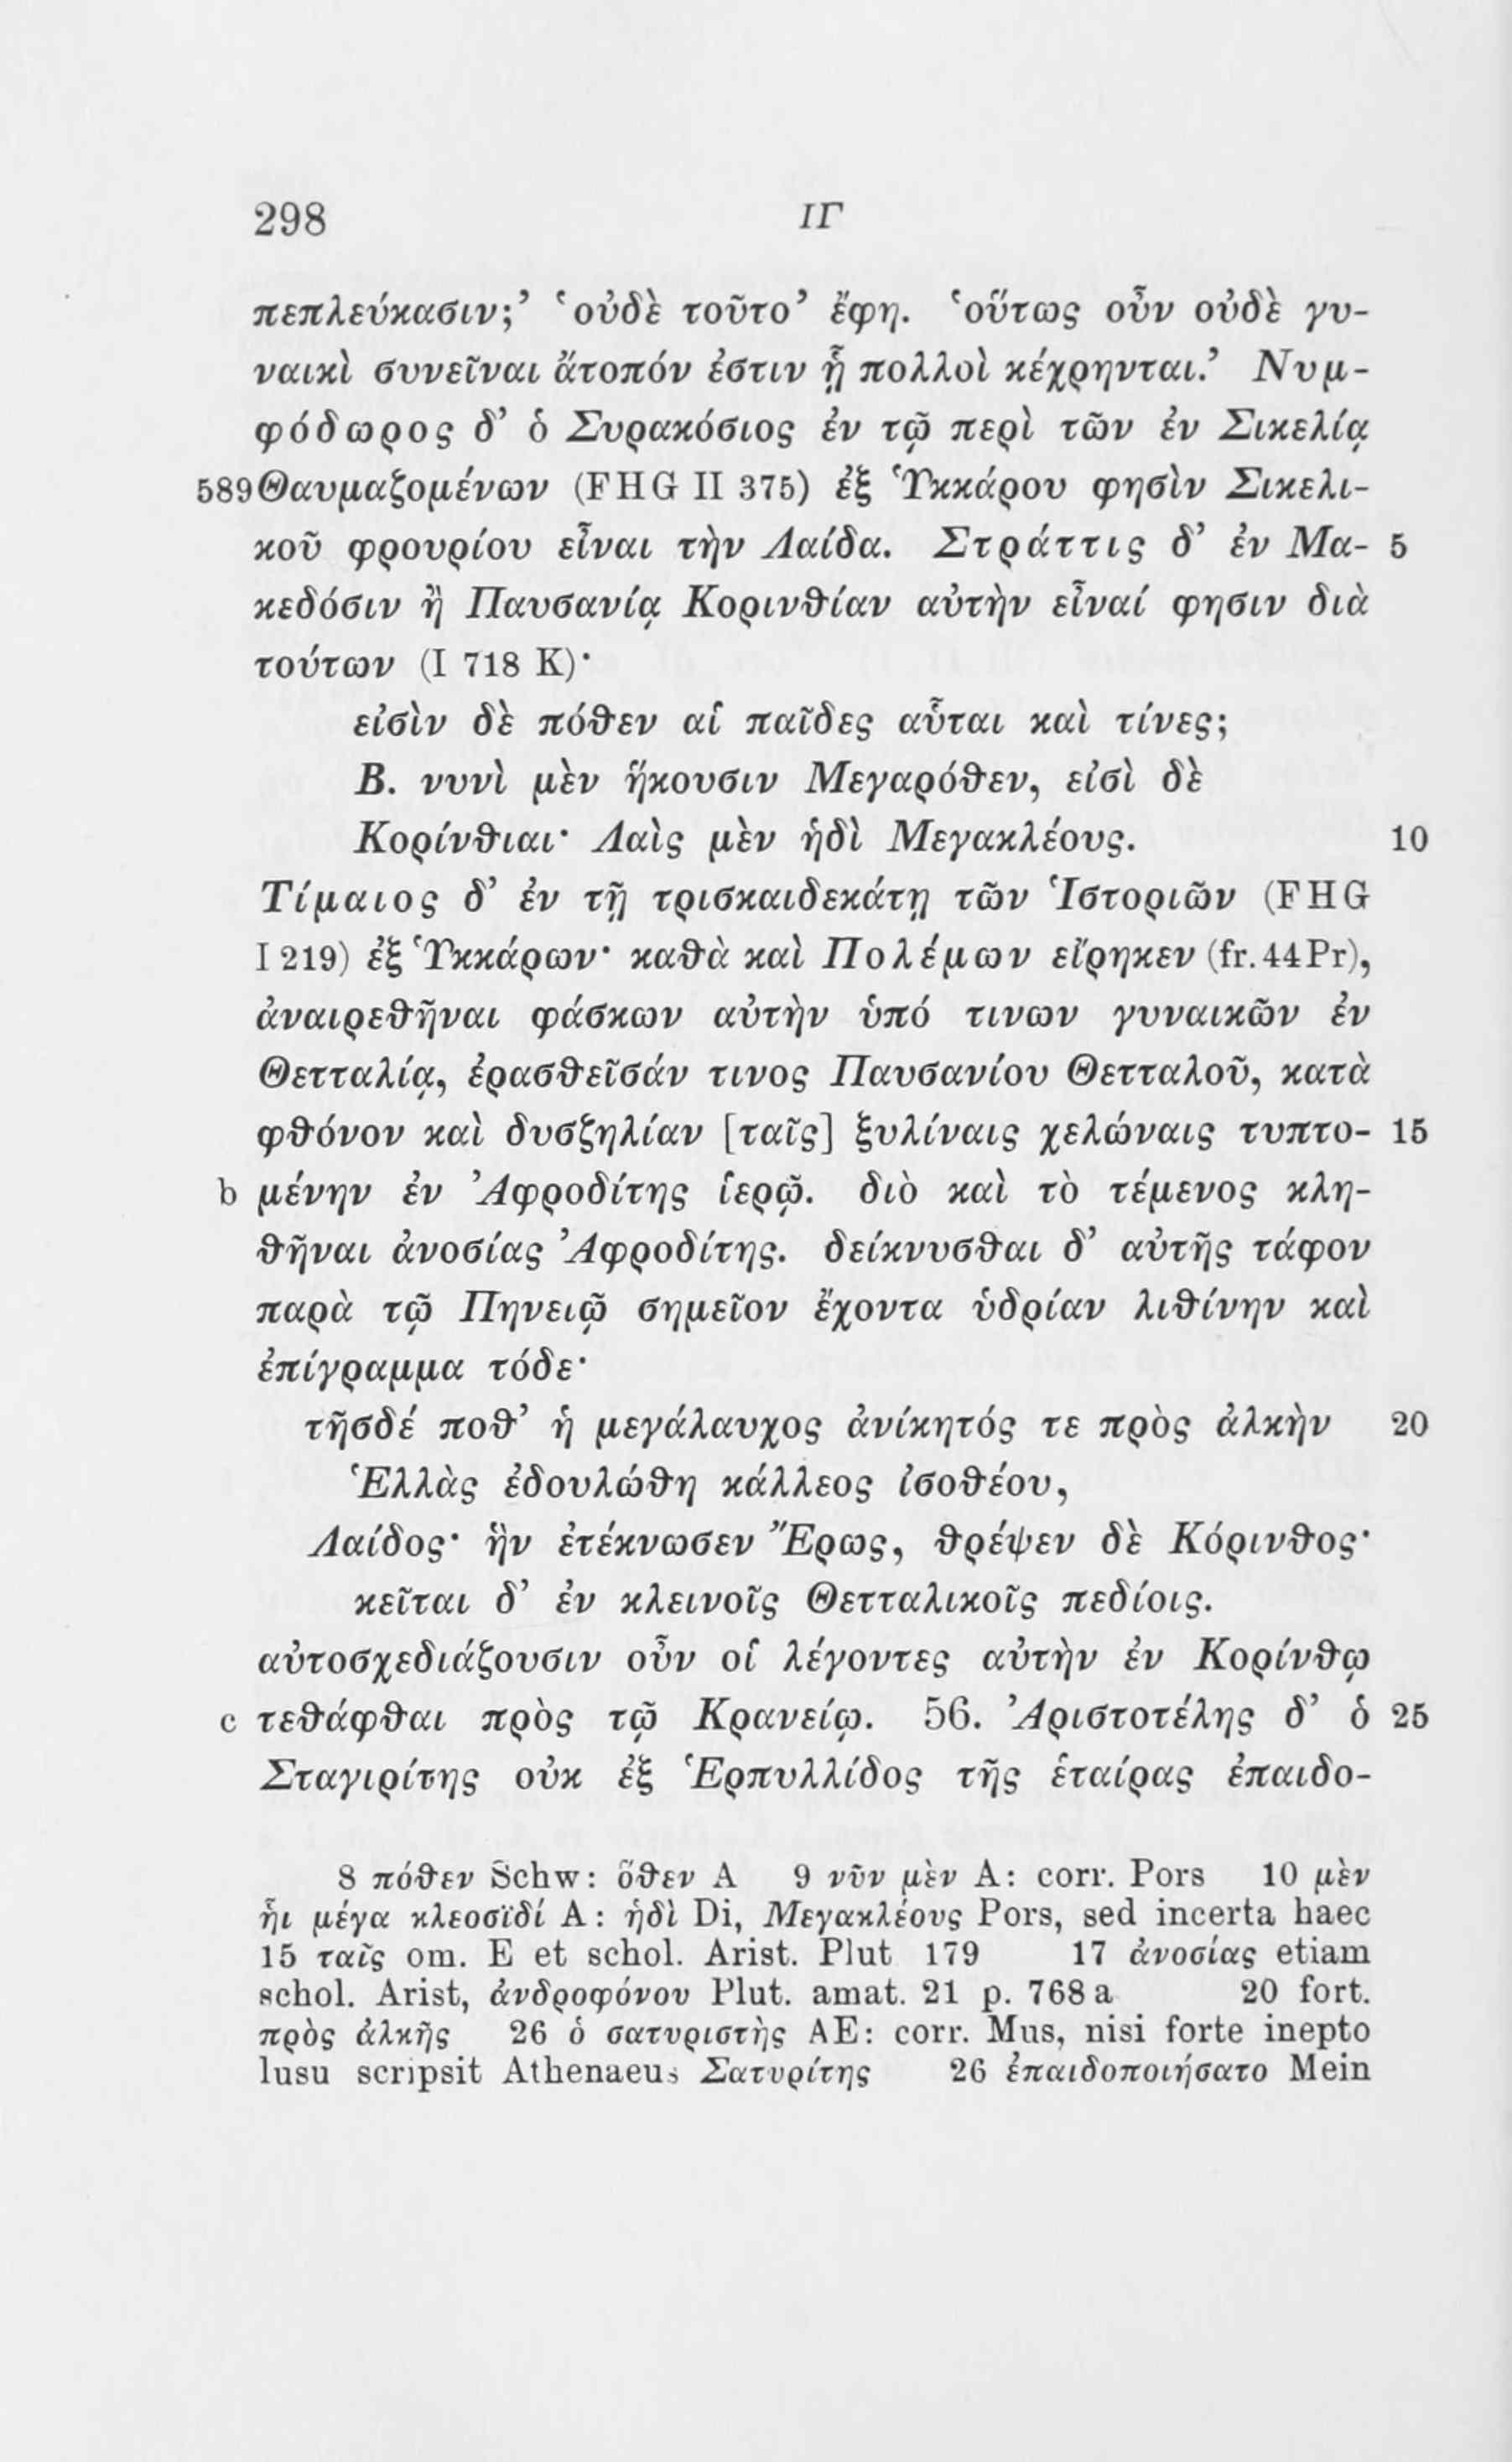 298 ΙΓ
πεπλεύκασιν;’ ‘οὐδὲ τοῦτο’ ἔφη. ‘οὕτως οὖν οὐδὲ γυ-
ναικὶ συνεῖναι ἄτοπόν ἐστιν ᾗ πολλοὶ κέχρηνται.’ Νυμ-
φόδωρος δ’ ὁ Συρακόσιος ἐν τῷ περὶ τῶν ἐν Σικελίᾳ
589 Θαυμαζομένων (FHG II 375) ἐξ Ὑκκάρου φησὶν Σικελι-
κοῦ φρουρίου εἶναι τὴν Λαίδα. Στράττις δ’ ἐν Μα- 5
κεδόσιν ἢ Παυσανίᾳ Κορινθίαν αὐτὴν εἶναί φησιν διὰ
τούτων (I 718 K)·
εἰσὶν δὲ πόθεν αἱ παῖδες αὗται καὶ τίνες;
Β. νυνὶ μὲν ἥκουσιν Μεγαρόθεν, εἰσὶ δὲ
Κορίνθιαι· Λαὶς μὲν ἡδὶ Μεγακλέους. 10
Τίμαιος δ’ ἐν τῇ τρισκαιδεκάτῃ τῶν Ἱστοριῶν (FHG
I 219) ἐξ Ὑκκάρων· καθὰ καὶ Πολέμων εἴρηκεν (fr. 44 Pr),
ἀναιρεθῆναι φάσκων αὐτὴν ὑπό τινων γυναικῶν ἐν
Θετταλίᾳ, ἐρασθεῖσάν τινος Παυσανίου Θετταλοῦ, κατὰ
φθόνον καὶ δυσζηλίαν [ταῖς] ξυλίναις χελώναις τυπτο- 15
b μένην ἐν Ἀφροδίτης ἱερῷ. διὸ καὶ τὸ τέμενος κλη-
θῆναι ἀνοσίας Ἀφροδίτης. δείκνυσθαι δ’ αὐτῆς τάφον
παρὰ τῷ Πηνειῷ σημεῖον ἔχοντα ὑδρίαν λιθίνην καὶ
ἐπίγραμμα τόδε·
τῆσδέ ποθ’ ἡ μεγάλαυχος ἀνίκητός τε πρὸς ἀλκὴν 20
Ἑλλὰς ἐδουλώθη κάλλεος ἰσοθέου,
Λαίδος· ἣν ἐτέκνωσεν Ἔρως, θρέψεν δὲ Κόρινθος·
κεῖται δ’ ἐν κλεινοῖς Θετταλικοῖς πεδίοις.
αὐτοσχεδιάζουσιν οὖν οἱ λέγοντες αὐτὴν ἐν Κορίνθῳ
c τεθάφθαι πρὸς τῷ Κρανείῳ. 56. Ἀριστοτέλης δ’ ὁ 25
Σταγιρίτης οὐκ ἐξ Ἑρπυλλίδος τῆς ἑταίρας ἐπαιδο-
8 πόθεν Schw: ὅθεν A 9 νῦν μὲν A: corr. Pors 10 μὲν
ἧι μέγα κλεοσϊδί A: ἡδὶ Di, Μεγακλέους Pors, sed incerta haec
15 ταῖς om. E et schol. Arist. Plut 179 17 ἀνοσίας etiam
schol. Arist, ἀνδροφόνου Plut. amat. 21 p. 768 a 20 fort.
πρὸς ἀλκῆς 26 ὁ σατυριστὴς AE: corr. Mus, nisi forte inepto
lusu scripsit Athenaeus Σατυρίτης 26 ἐπαιδοποιήσατο Mein